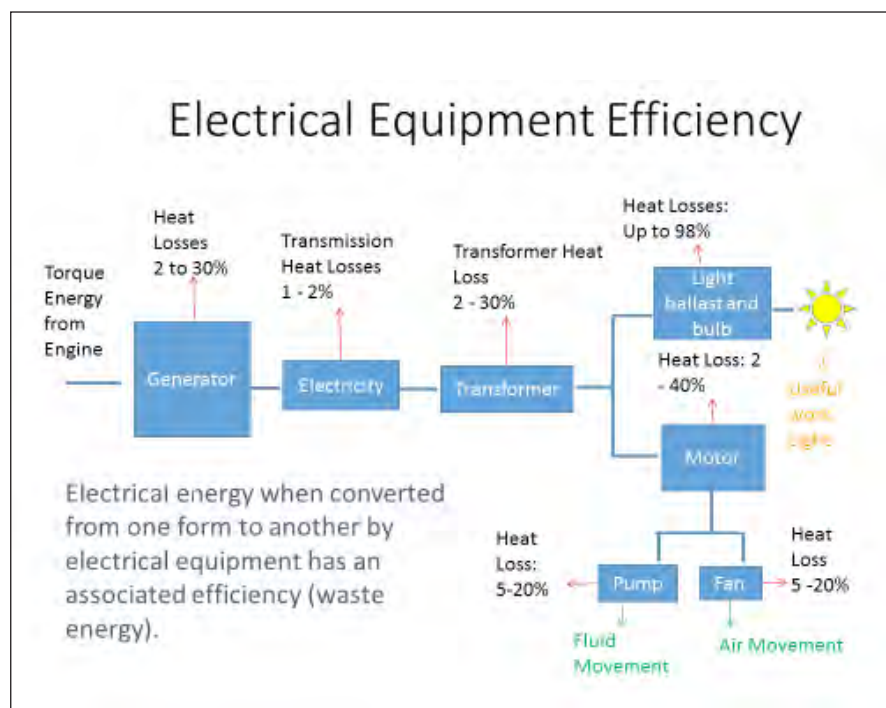 Electrical Equipment Efficiency
Torque
Energy
from
Engine
Heat
Losses
2 to 30%
Generator
Transmission
Heat Losses
1 - 2%
Electricity
Transformer Heat
Loss
2 - 30%
Transformer
Heat Losses:
Up to 98%
Light
ballast and
bulb
Useful
work
Light
Heat Loss: 2
- 40%
Motor
Heat
Loss:
5-20%
Pump
Fan
Heat
Loss
5 -20%
Fluid
Movement
Air Movement
Electrical energy when converted
from one form to another by
electrical equipment has an
associated efficiency (waste
energy).